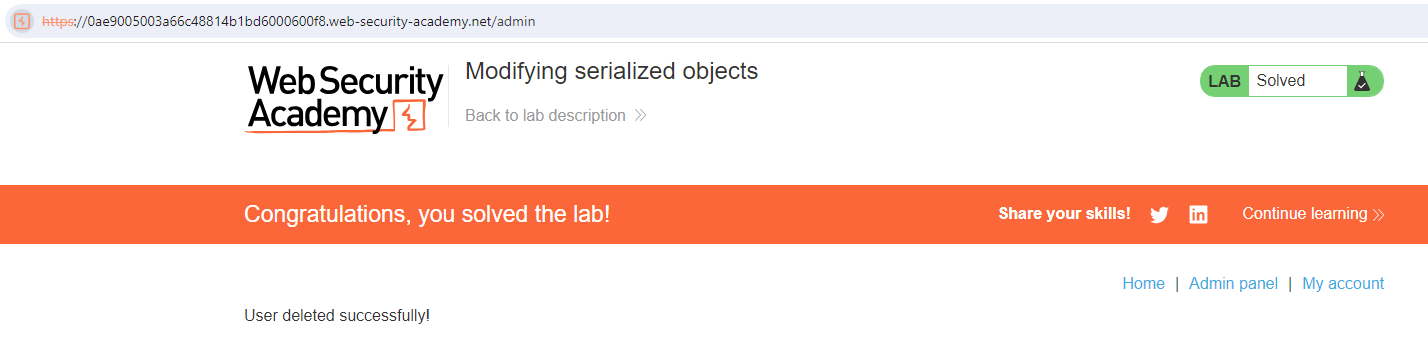 https://0ae9005003a66c48814b1bd6000600f8.web-security-academy.net/admin
Web Security
Academy
Modifying serialized objects
Back to lab description
LAB Solved
Congratulations, you solved the lab!
Share your skills!
Continue learning
Home | Admin panel | My account
User deleted successfully!